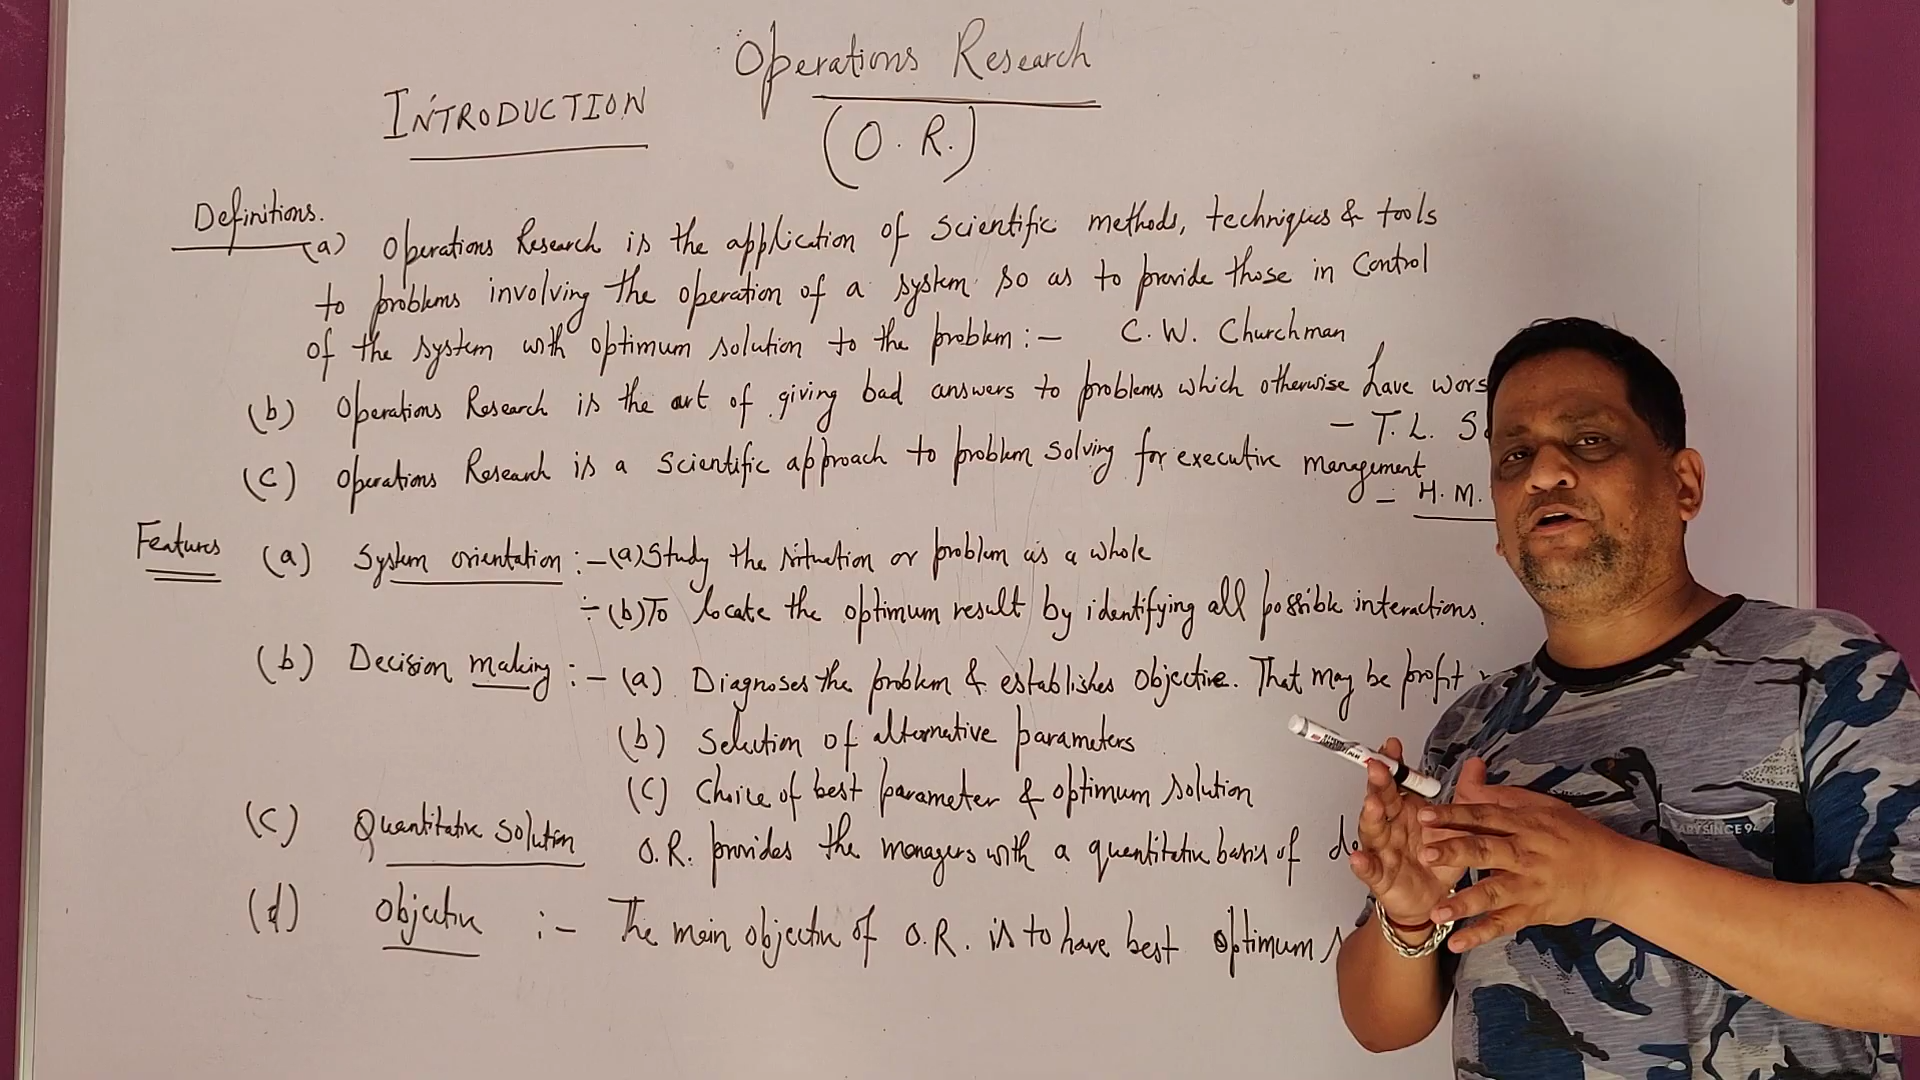 Operations Research
INTRODUCTION
(O. R.)
Definitions.
(a) Operations Research is the application of Scientific methods, techniques & tools
to problems involving the operation of a system so as to provide those in Control
of the system with optimum solution to the problem :— C. W. Churchman
(b) Operations Research is the art of giving bad answers to problems which otherwise have wors
— T. L. S
(C) Operations Research is a Scientific approach to problem Solving for executive management
— H. M.
Features (a) System orientation :— (a) Study the situation or problem as a whole
÷ (b) To locate the optimum result by identifying all possible interactions.
(b) Decision making :— (a) Diagnoses the problem & establishes Objective. That may be profit
(b) Selection of alternative parameters
(C) Choice of best parameter & optimum solution
(C) Quantitative Solution O.R. provides the managers with a quantitative basis of
(d) Objective :— The main objective of O.R. is to have best optimum